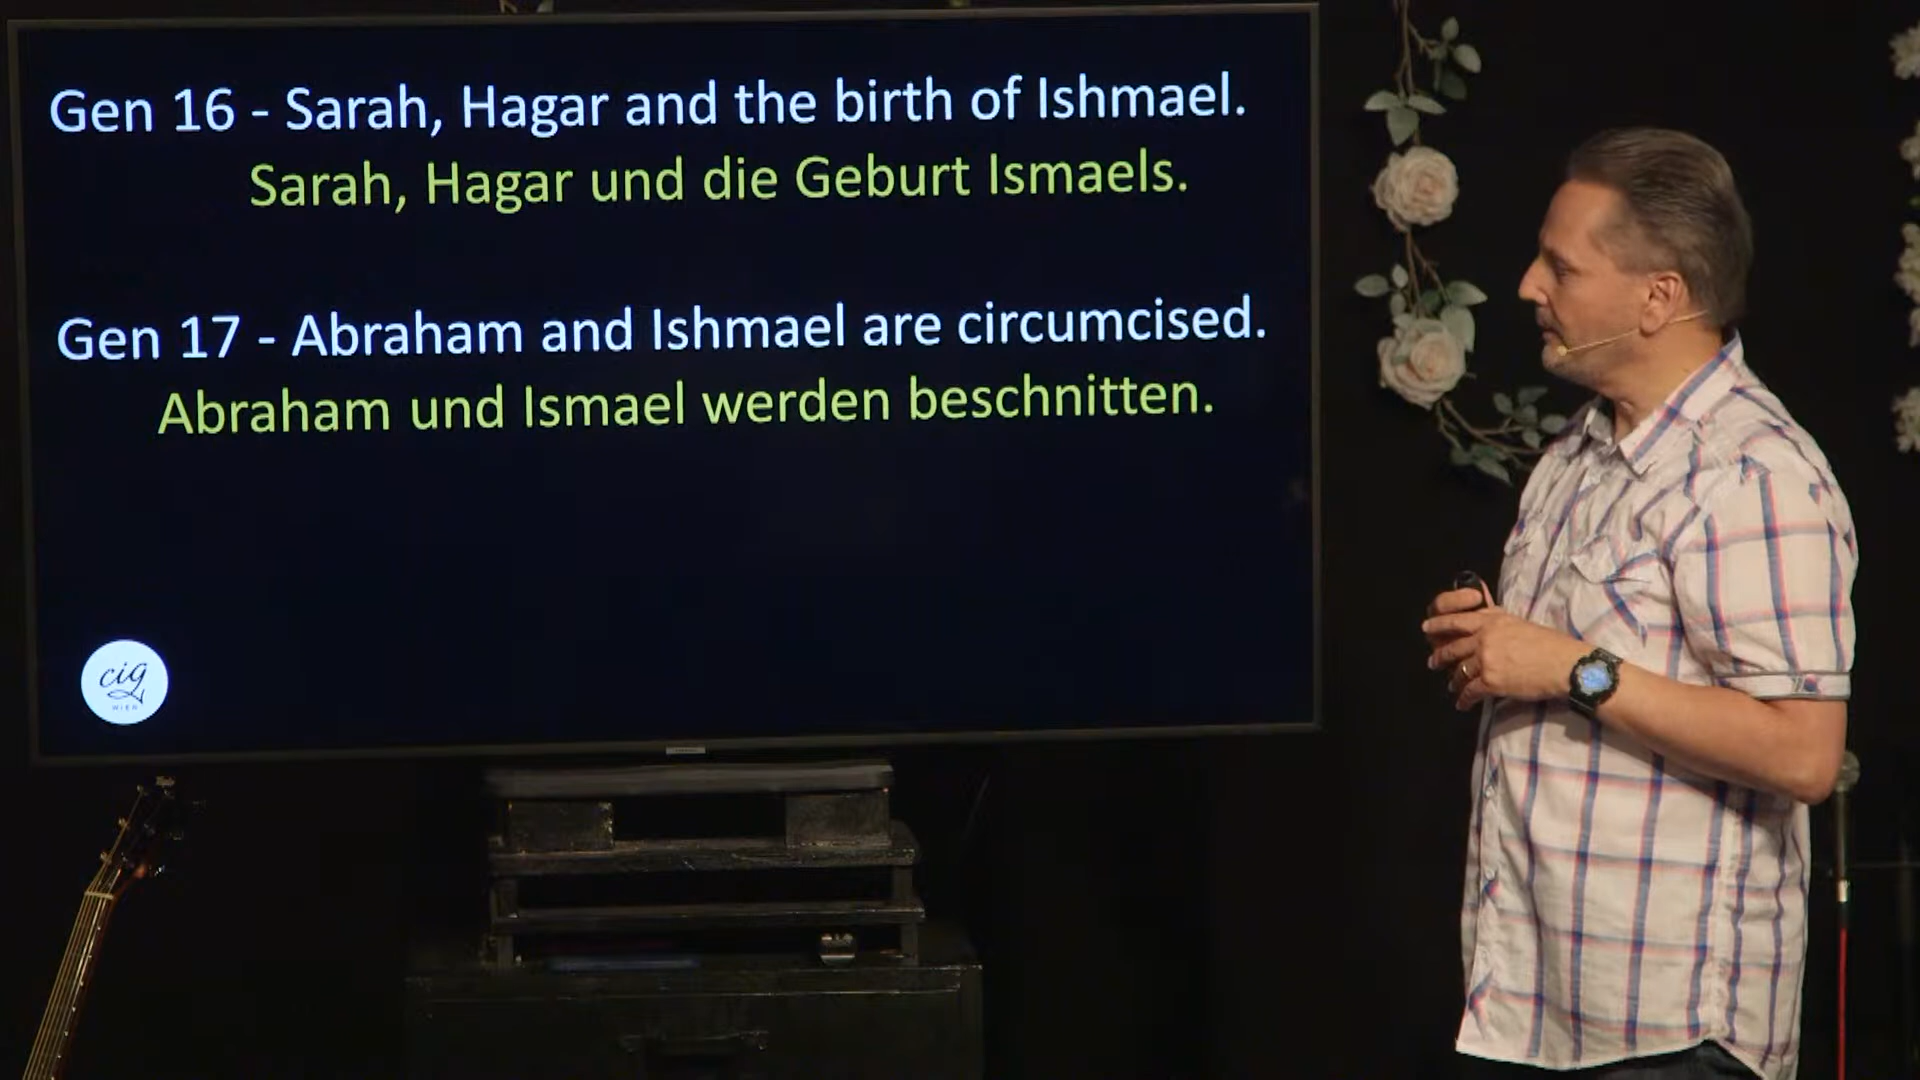 Gen 16 - Sarah, Hagar and the birth of Ishmael.
Sarah, Hagar und die Geburt Ismaels.
Gen 17 - Abraham and Ishmael are circumcised.
Abraham und Ismael werden beschnitten.
cig
WIEN